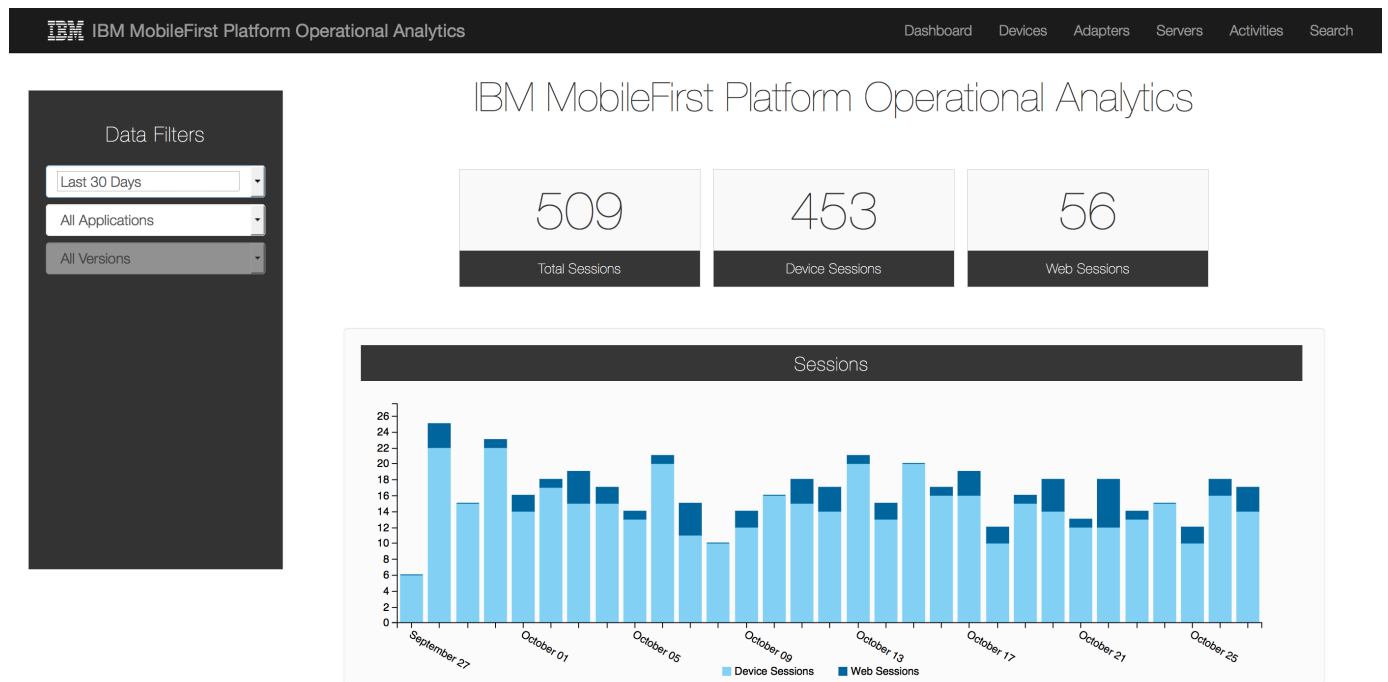 IBM IBM MobileFirst Platform Operational Analytics Dashboard Devices Adapters Servers Activities Search
IBM MobileFirst Platform Operational Analytics
Data Filters
Last 30 Days
All Applications
All Versions
509 453 56
Total Sessions Device Sessions Web Sessions
Sessions
26
24
22
20
18
16
14
12
10
8
6
4
2
0
September 27 October 01 October 05 October 09 October 13 October 17 October 21 October 25
Device Sessions Web Sessions